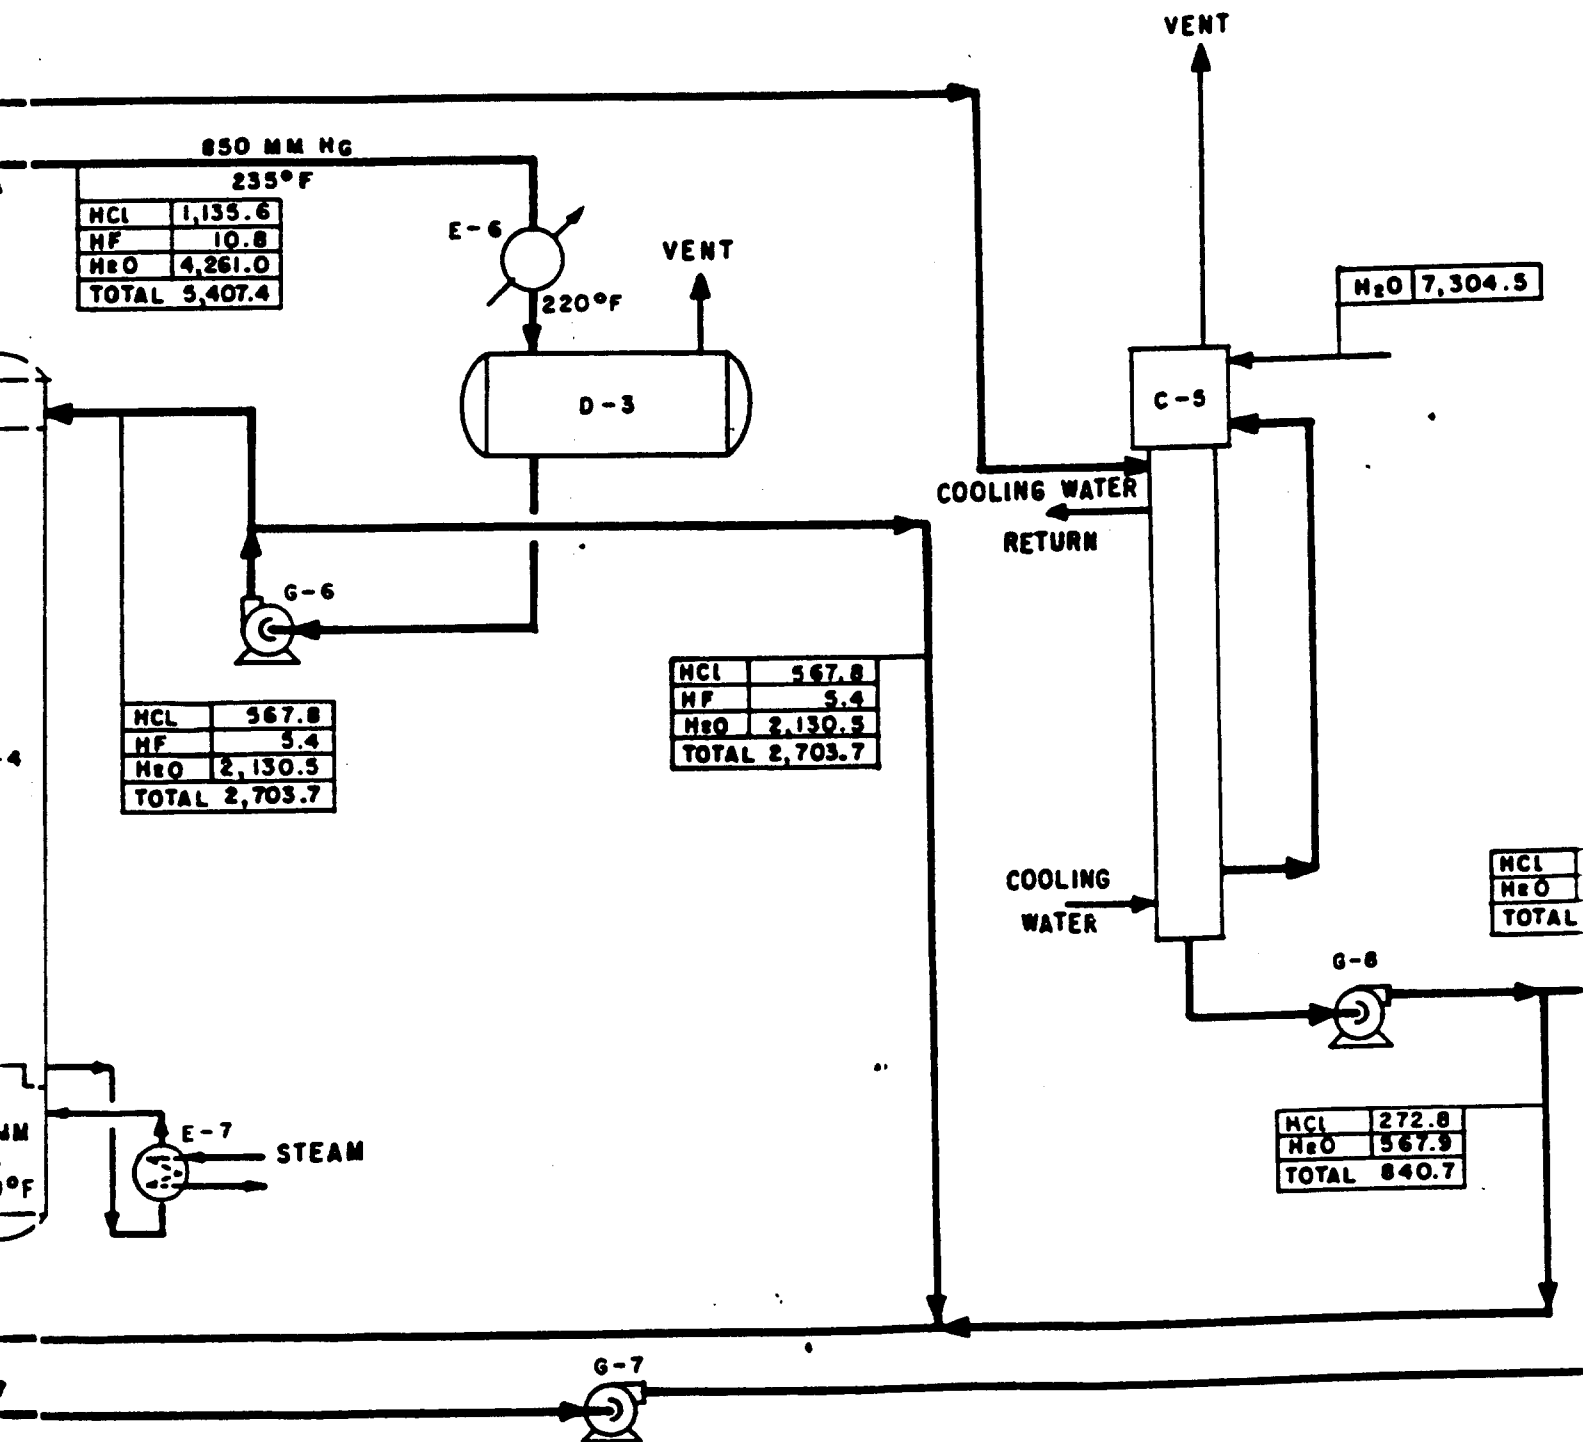 VENT
850 MM HG
235°F
HCl 1,135.6
HF 10.8
H2O 4,261.0
TOTAL 5,407.4
E-6
VENT
220°F
H2O 7,304.5
D-3
C-5
COOLING WATER
RETURN
G-6
HCl 567.8
HF 5.4
H2O 2,130.5
TOTAL 2,703.7
HCL 567.8
HF 5.4
H2O 2,130.5
TOTAL 2,703.7
-4
COOLING
WATER
HCl
H2O
TOTAL
G-8
HCl 272.8
H2O 567.9
TOTAL 840.7
MM
E-7
STEAM
°F
G-7